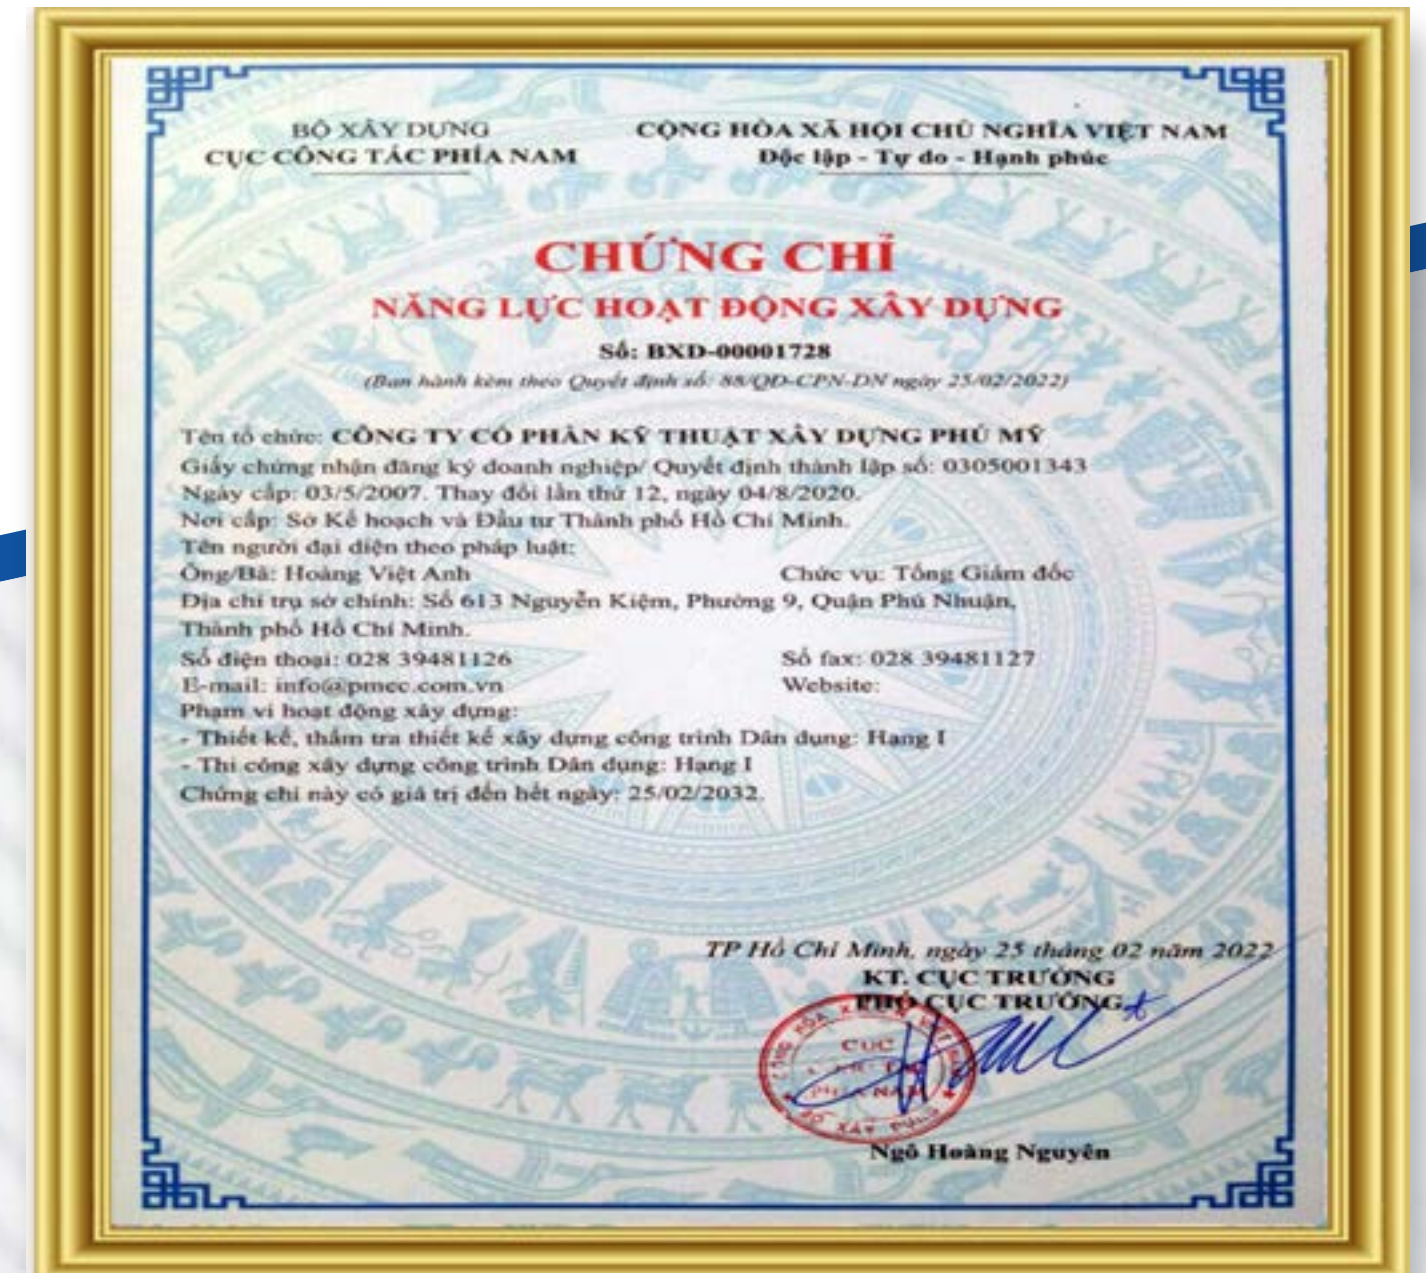 BỘ XÂY DỰNG
CỤC CÔNG TÁC PHÍA NAM
CỘNG HÒA XÃ HỘI CHỦ NGHĨA VIỆT NAM
Độc lập - Tự do - Hạnh phúc
CHỨNG CHỈ
NĂNG LỰC HOẠT ĐỘNG XÂY DỰNG
Số: BXD-00001728
(Ban hành kèm theo Quyết định số: 88/QĐ-CPN-DN ngày 25/02/2022)
Tên tổ chức: CÔNG TY CỔ PHẦN KỸ THUẬT XÂY DỰNG PHÚ MỸ
Giấy chứng nhận đăng ký doanh nghiệp/ Quyết định thành lập số: 0305001343
Ngày cấp: 03/5/2007. Thay đổi lần thứ 12, ngày 04/8/2020.
Nơi cấp: Sở Kế hoạch và Đầu tư Thành phố Hồ Chí Minh.
Tên người đại diện theo pháp luật:
Ông/Bà: Hoàng Việt Anh Chức vụ: Tổng Giám đốc
Địa chỉ trụ sở chính: Số 613 Nguyễn Kiệm, Phường 9, Quận Phú Nhuận,
Thành phố Hồ Chí Minh.
Số điện thoại: 028 39481126 Số fax: 028 39481127
E-mail: info@pmcc.com.vn Website:
Phạm vi hoạt động xây dựng:
- Thiết kế, thẩm tra thiết kế xây dựng công trình Dân dụng: Hạng I
- Thi công xây dựng công trình Dân dụng: Hạng I
Chứng chỉ này có giá trị đến hết ngày: 25/02/2032.
TP Hồ Chí Minh, ngày 25 tháng 02 năm 2022
KT. CỤC TRƯỞNG
PHÓ CỤC TRƯỞNG
CỤC
Ngô Hoàng Nguyên